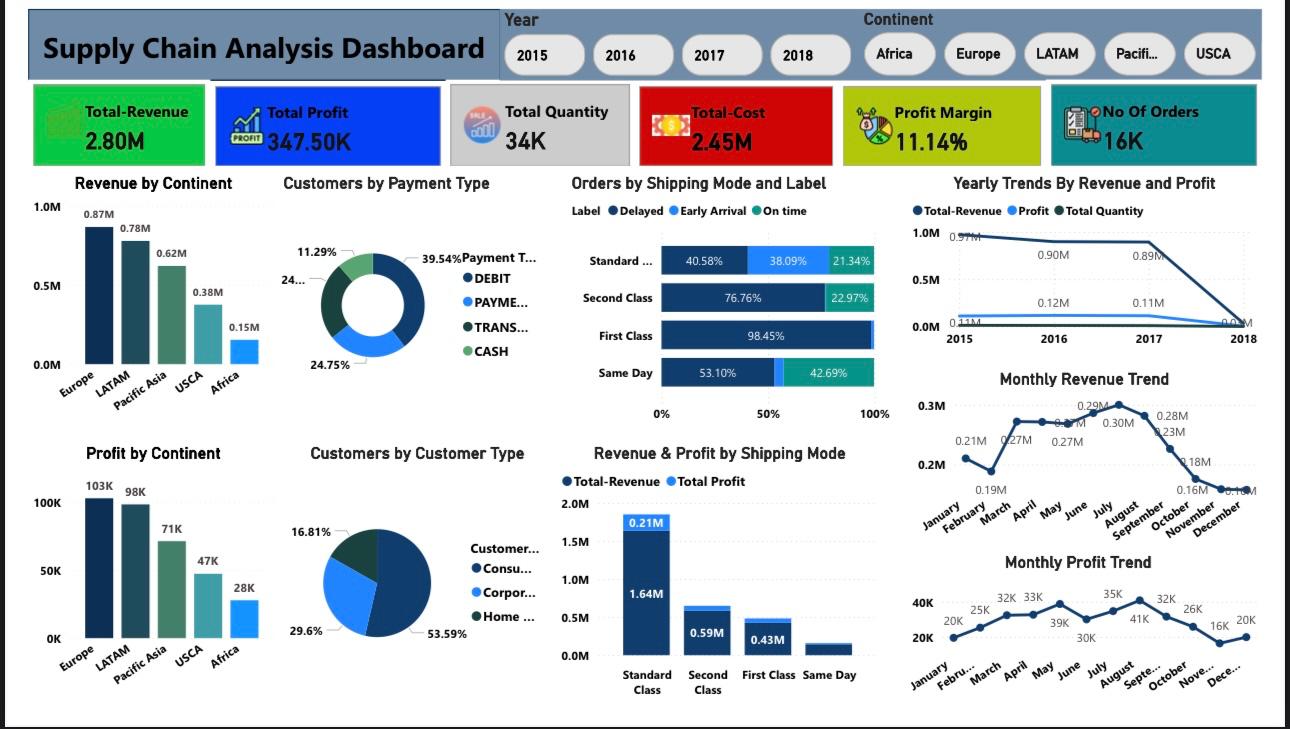 Supply Chain Analysis Dashboard
Year
2015
2016
2017
2018
Continent
Africa
Europe
LATAM
Pacifi...
USCA
Total-Revenue
2.80M
PROFIT
Total Profit
347.50K
SALE
Total Quantity
34K
Total-Cost
2.45M
Profit Margin
11.14%
No Of Orders
16K
Revenue by Continent
1.0M
0.5M
0.0M
0.87M
0.78M
0.62M
0.38M
0.15M
Europe
LATAM
Pacific Asia
USCA
Africa
Customers by Payment Type
11.29%
39.54%
24...
24.75%
Payment T...
DEBIT
PAYME...
TRANS...
CASH
Orders by Shipping Mode and Label
Label Delayed Early Arrival On time
Standard ... 40.58% 38.09% 21.34%
Second Class 76.76% 22.97%
First Class 98.45%
Same Day 53.10% 42.69%
0% 50% 100%
Yearly Trends By Revenue and Profit
Total-Revenue Profit Total Quantity
1.0M
0.5M
0.0M
0.97M
0.90M
0.89M
0.11M
0.12M
0.11M
2015 2016 2017 2018
Monthly Revenue Trend
0.3M
0.2M
0.21M
0.19M
0.27M
0.27M
0.29M
0.30M
0.28M
0.23M
0.18M
0.16M
January
February
March
April
May
June
July
August
September
October
November
December
Profit by Continent
100K
50K
0K
103K
98K
71K
47K
28K
Europe
LATAM
Pacific Asia
USCA
Africa
Customers by Customer Type
16.81%
29.6%
53.59%
Customer...
Consu...
Corpor...
Home ...
Revenue & Profit by Shipping Mode
Total-Revenue Total Profit
2.0M
1.5M
1.0M
0.5M
0.0M
0.21M
1.64M
0.59M
0.43M
Standard
Class
Second
Class
First Class
Same Day
Monthly Profit Trend
40K
20K
20K
25K
32K
33K
39K
30K
35K
41K
32K
26K
16K
20K
January
Febru...
March
April
May
June
July
August
Septe...
October
Nove...
Dece...